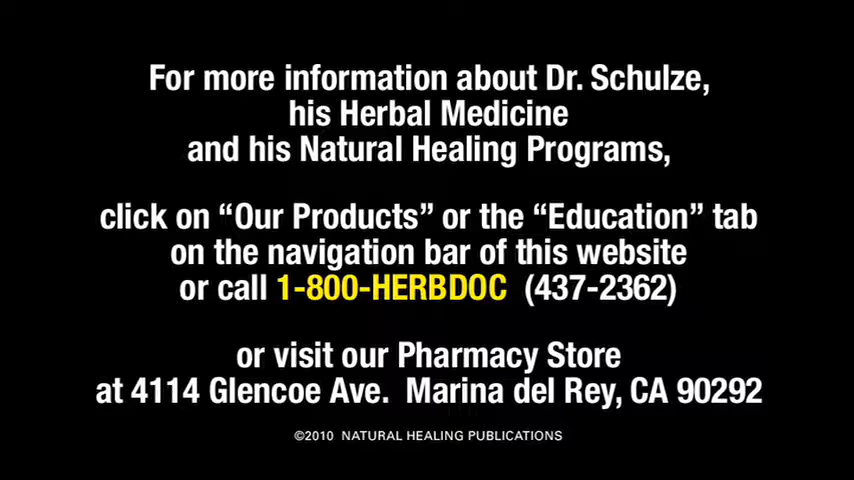 For more information about Dr. Schulze,
his Herbal Medicine
and his Natural Healing Programs,
click on “Our Products” or the “Education” tab
on the navigation bar of this website
or call 1-800-HERBDOC (437-2362)
or visit our Pharmacy Store
at 4114 Glencoe Ave. Marina del Rey, CA 90292
©2010 NATURAL HEALING PUBLICATIONS